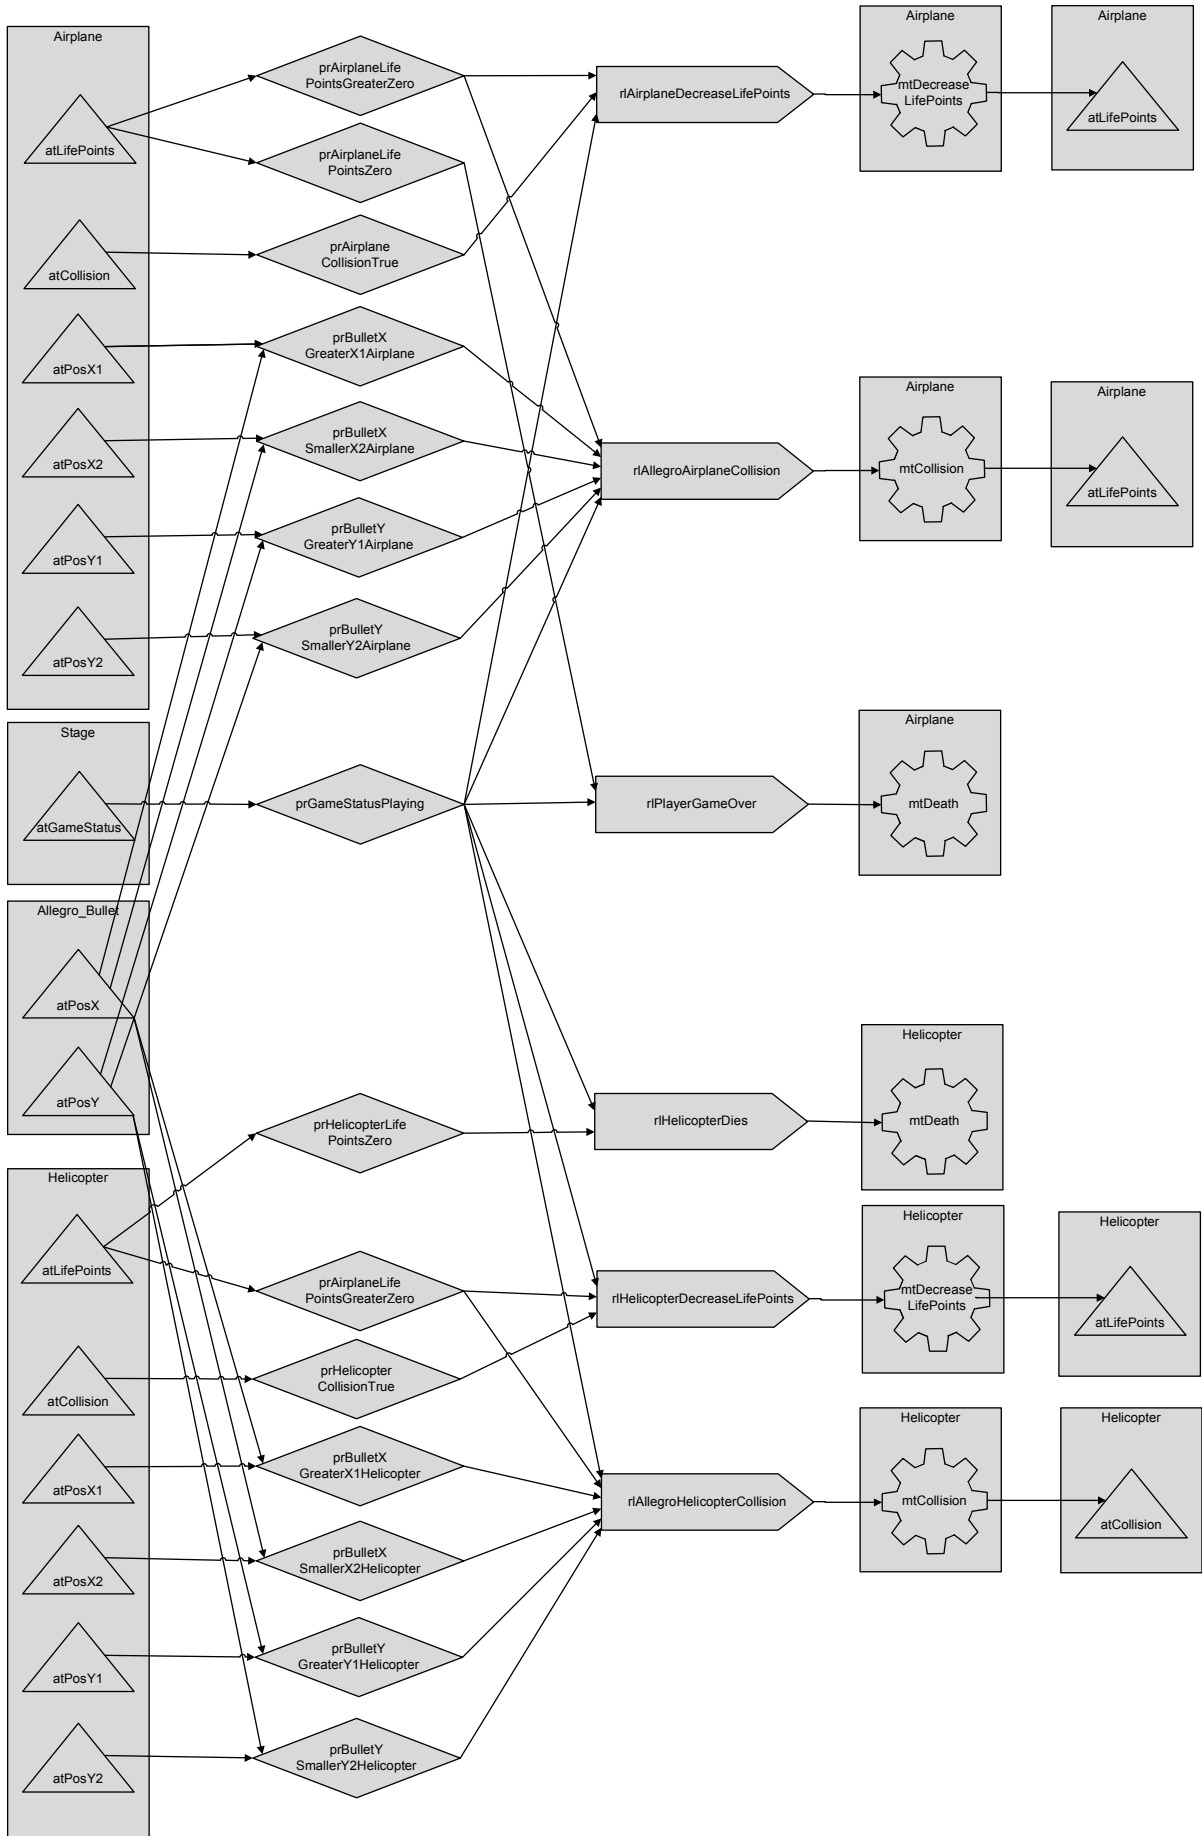 Airplane
atLifePoints
atCollision
atPosX1
atPosX2
atPosY1
atPosY2
Stage
atGameStatus
Allegro_Bullet
atPosX
atPosY
Helicopter
atLifePoints
atCollision
atPosX1
atPosX2
atPosY1
atPosY2
prAirplaneLife
PointsGreaterZero
prAirplaneLife
PointsZero
prAirplane
CollisionTrue
prBulletX
GreaterX1Airplane
prBulletX
SmallerX2Airplane
prBulletY
GreaterY1Airplane
prBulletY
SmallerY2Airplane
prGameStatusPlaying
prHelicopterLife
PointsZero
prAirplaneLife
PointsGreaterZero
prHelicopter
CollisionTrue
prBulletX
GreaterX1Helicopter
prBulletX
SmallerX2Helicopter
prBulletY
GreaterY1Helicopter
prBulletY
SmallerY2Helicopter
rlAirplaneDecreaseLifePoints
rlAllegroAirplaneCollision
rlPlayerGameOver
rlHelicopterDies
rlHelicopterDecreaseLifePoints
rlAllegroHelicopterCollision
Airplane
mtDecrease
LifePoints
Airplane
mtCollision
Airplane
mtDeath
Helicopter
mtDeath
Helicopter
mtDecrease
LifePoints
Helicopter
mtCollision
Airplane
atLifePoints
Airplane
atLifePoints
Helicopter
atLifePoints
Helicopter
atCollision